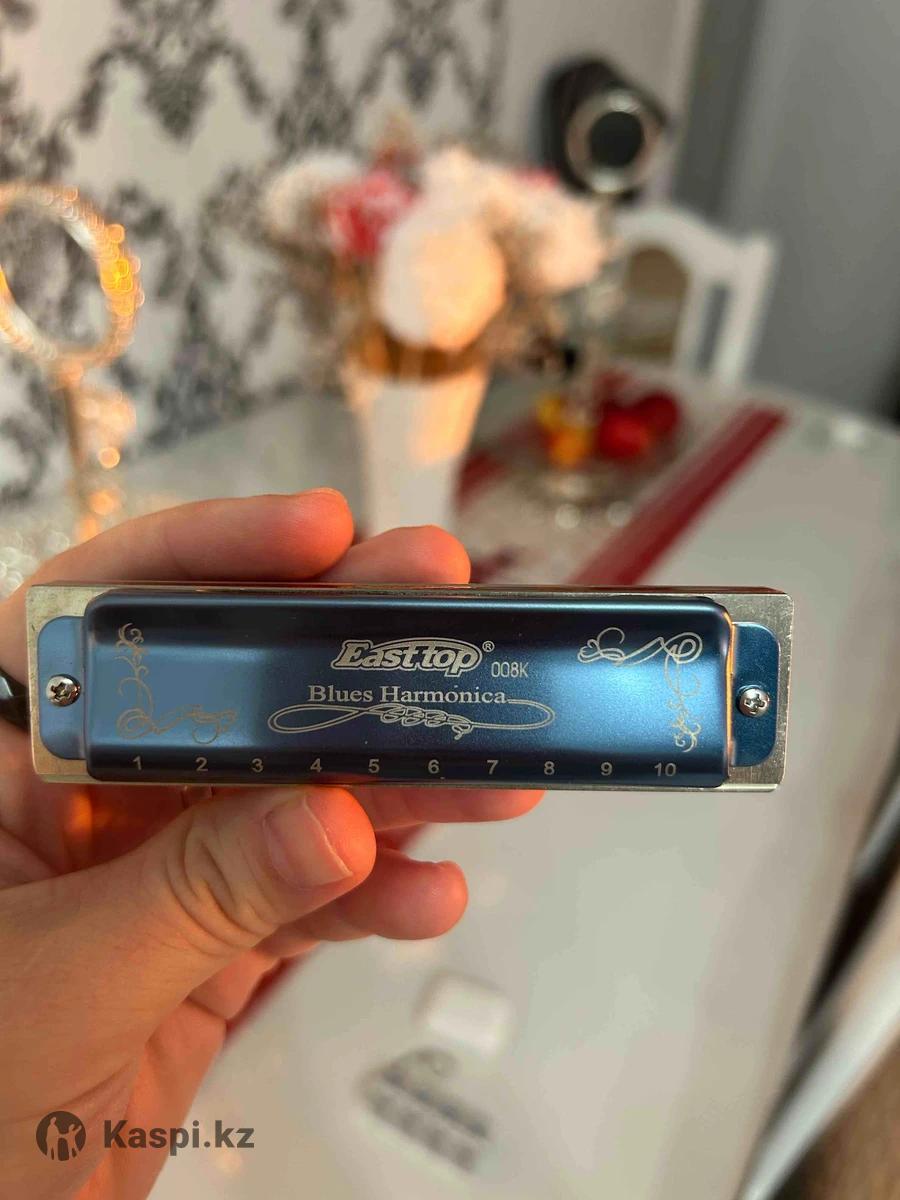 Easttop® 008K
Blues Harmonica
1 2 3 4 5 6 7 8 9 10
Kaspi.kz